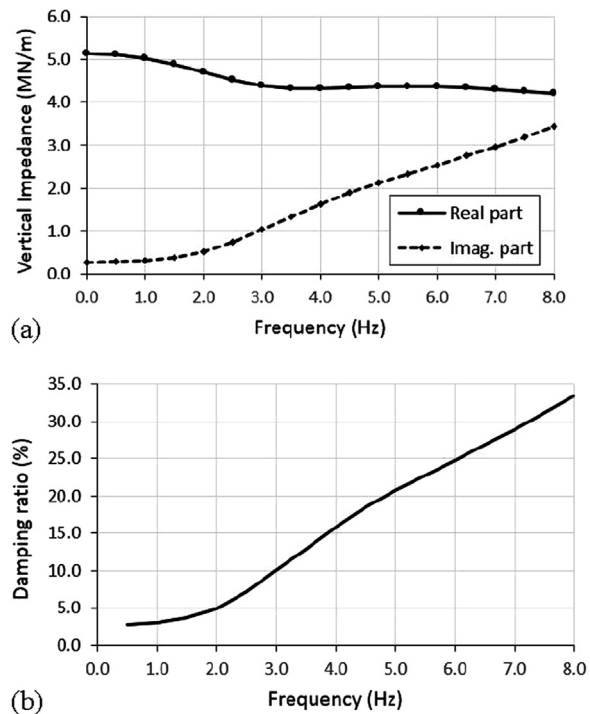 6.0
5.0
4.0
3.0
2.0
1.0
0.0
Vertical Impedance (MN/m)
Real part
Imag. part
0.0 1.0 2.0 3.0 4.0 5.0 6.0 7.0 8.0
Frequency (Hz)
(a)
35.0
30.0
25.0
20.0
15.0
10.0
5.0
0.0
Damping ratio (%)
0.0 1.0 2.0 3.0 4.0 5.0 6.0 7.0 8.0
Frequency (Hz)
(b)